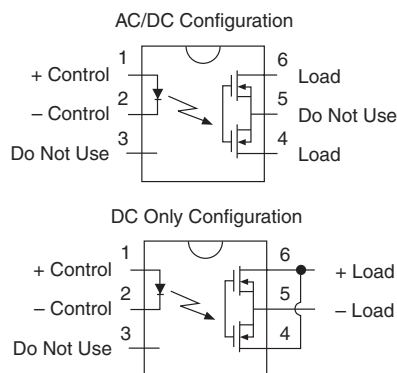 AC/DC Configuration
1
+ Control
2
– Control
3
Do Not Use
6
Load
5
Do Not Use
4
Load
DC Only Configuration
1
+ Control
2
– Control
3
Do Not Use
6
+ Load
5
– Load
4